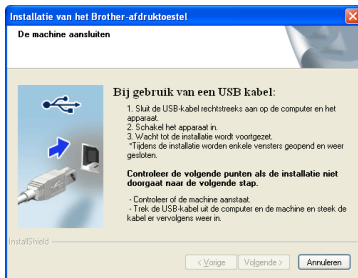 Installatie van het Brother-afdruktoestel
De machine aansluiten
Bij gebruik van een USB kabel:
1. Sluit de USB-kabel rechtstreeks aan op de computer en het
apparaat.
2. Schakel het apparaat in.
3. Wacht tot de installatie wordt voortgezet.
*Tijdens de installatie worden enkele vensters geopend en weer
gesloten.
Controleer de volgende punten als de installatie niet
doorgaat naar de volgende stap.
- Controleer of de machine aanstaat.
- Trek de USB-kabel uit de computer en de machine en steek de
kabel er vervolgens weer in.
InstallShield
< Vorige
Volgende >
Annuleren